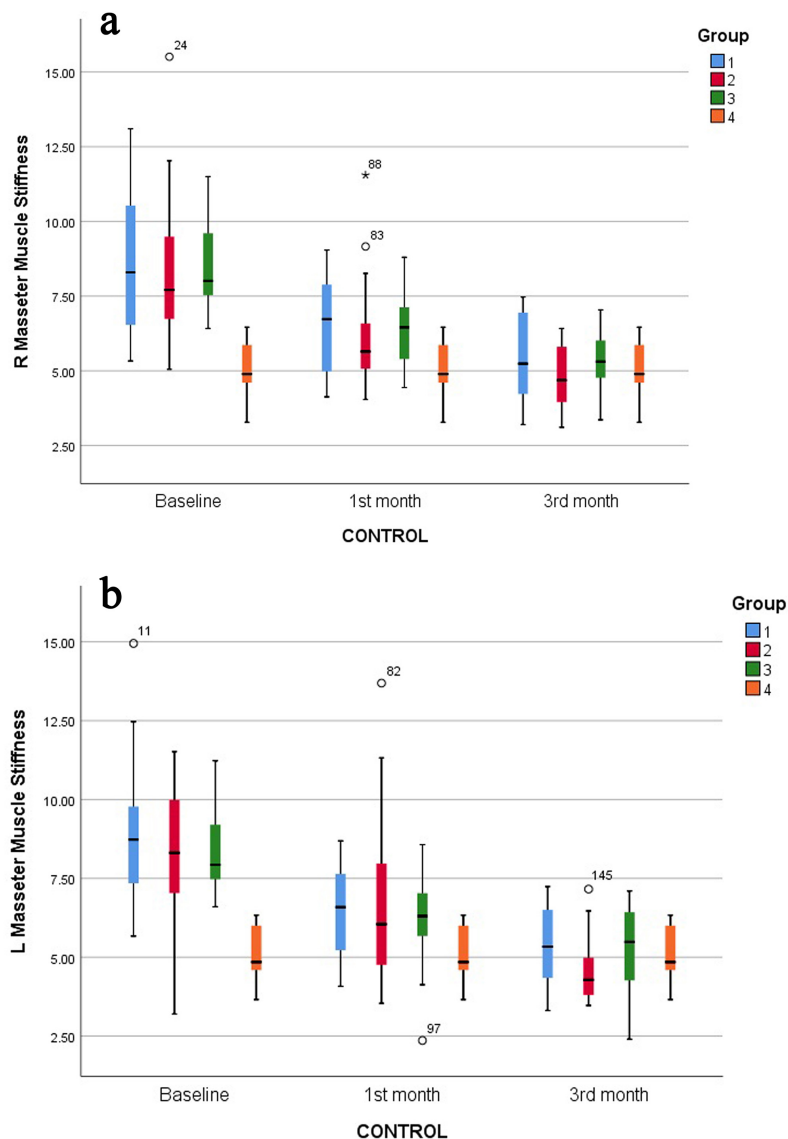 a
Group
1
2
3
4
R Masseter Muscle Stiffness
15.00
12.50
10.00
7.50
5.00
2.50
24
*
88
83
Baseline
1st month
3rd month
CONTROL
b
Group
1
2
3
4
L Masseter Muscle Stiffness
15.00
12.50
10.00
7.50
5.00
2.50
11
82
145
97
Baseline
1st month
3rd month
CONTROL